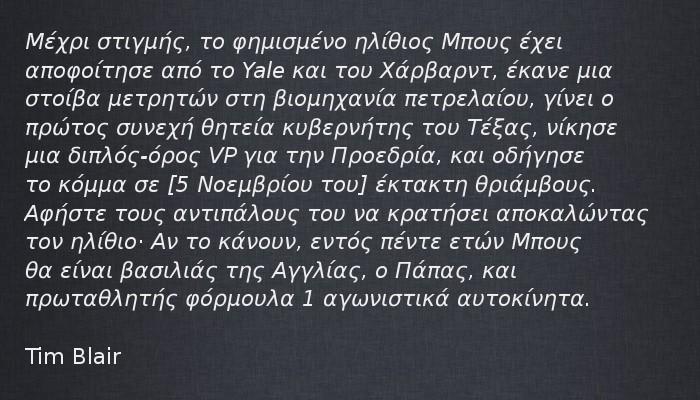 Μέχρι στιγμής, το φημισμένο ηλίθιος Μπους έχει
αποφοίτησε από το Yale και του Χάρβαρντ, έκανε μια
στοίβα μετρητών στη βιομηχανία πετρελαίου, γίνει ο
πρώτος συνεχή θητεία κυβερνήτης του Τέξας, νίκησε
μια διπλός-όρος VP για την Προεδρία, και οδήγησε
το κόμμα σε [5 Νοεμβρίου του] έκτακτη θριάμβους.
Αφήστε τους αντιπάλους του να κρατήσει αποκαλώντας
τον ηλίθιο· Αν το κάνουν, εντός πέντε ετών Μπους
θα είναι βασιλιάς της Αγγλίας, ο Πάπας, και
πρωταθλητής φόρμουλα 1 αγωνιστικά αυτοκίνητα.
Tim Blair